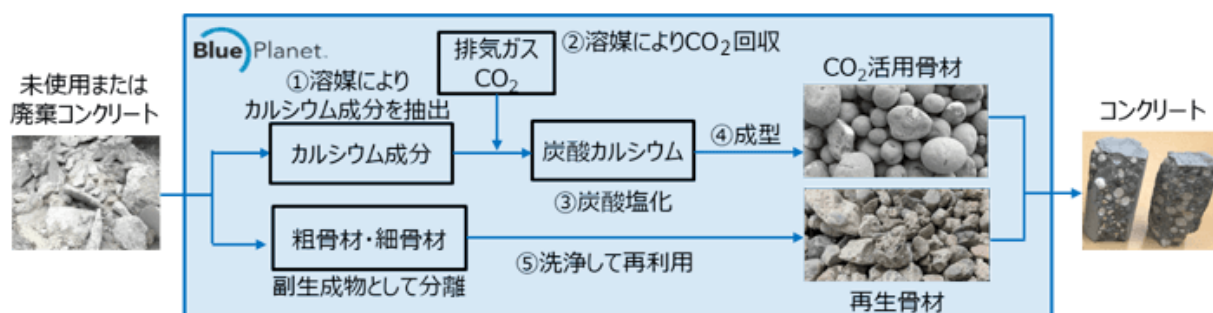 未使用または
廃棄コンクリート
Blue Planet.
①溶媒により
カルシウム成分を抽出
排気ガス
CO₂
②溶媒によりCO₂回収
カルシウム成分
炭酸カルシウム
③炭酸塩化
④成型
CO₂活用骨材
粗骨材・細骨材
副生成物として分離
⑤洗浄して再利用
再生骨材
コンクリート